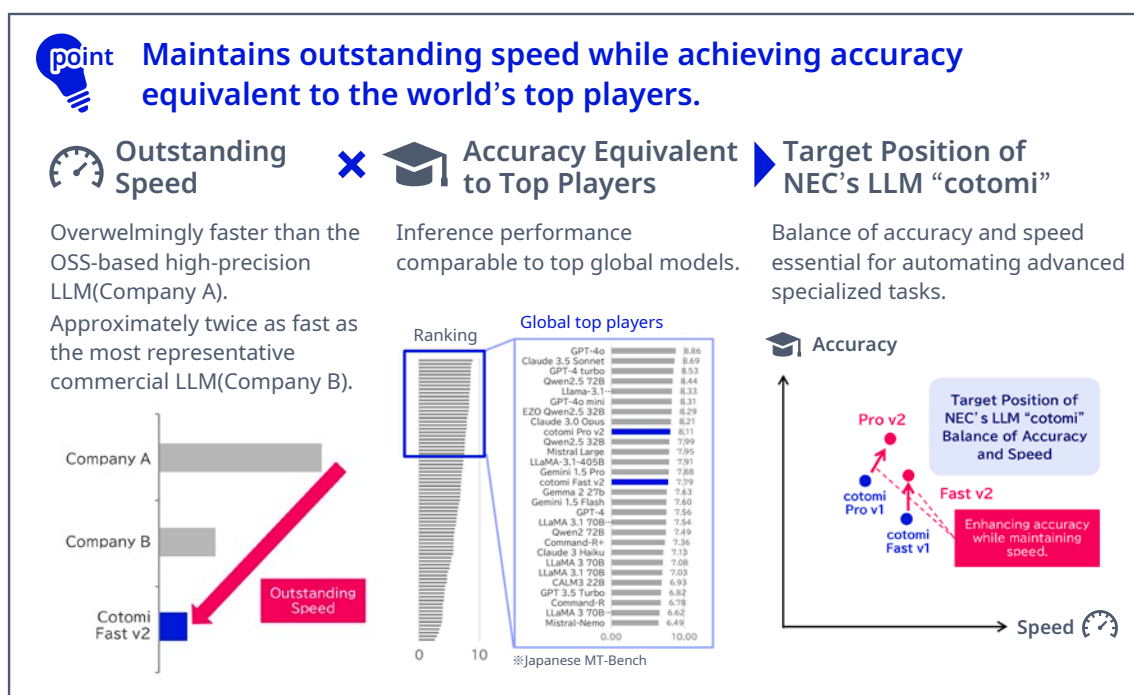 point
Maintains outstanding speed while achieving accuracy
equivalent to the world's top players.
Outstanding
Speed
Accuracy Equivalent
to Top Players
Target Position of
NEC's LLM “cotomi”
Overwelmingly faster than the
OSS-based high-precision
LLM(Company A).
Approximately twice as fast as
the most representative
commercial LLM(Company B).
Company A
Company B
Cotomi
Fast v2
Outstanding
Speed
Inference performance
comparable to top global models.
Ranking
0 10
Global top players
GPT-4o 8.86
Claude 3.5 Sonnet 8.69
GPT-4 turbo 8.53
Qwen2.5 72B 8.44
Llama-3.1… 8.33
GPT-4o mini 8.31
EZO Qwen2.5 32B 8.29
Claude 3.0 Opus 8.21
cotomi Pro v2 8.11
Qwen2.5 32B 7.99
Mistral Large 7.95
LLaMA-3.1-405B 7.91
Gemini 1.5 Pro 7.88
cotomi Fast v2 7.79
Gemma 2 27b 7.63
Gemini 1.5 Flash 7.60
GPT-4 7.56
LLaMA 3.1 70B… 7.54
Qwen2 72B 7.49
Command-R+ 7.36
Claude 3 Haiku 7.13
LLaMA 3 70B 7.08
LLaMA 3.1 70B 7.03
CALM3 22B 6.93
GPT 3.5 Turbo 6.82
Command-R 6.78
LLaMA 3 70B… 6.62
Mistral-Nemo 6.49
0.00 10.00
※Japanese MT-Bench
Balance of accuracy and speed
essential for automating advanced
specialized tasks.
Accuracy
Target Position of
NEC's LLM “cotomi”
Balance of Accuracy
and Speed
Pro v2
cotomi
Pro v1
Fast v2
cotomi
Fast v1
Enhancing accuracy
while maintaining
speed.
Speed